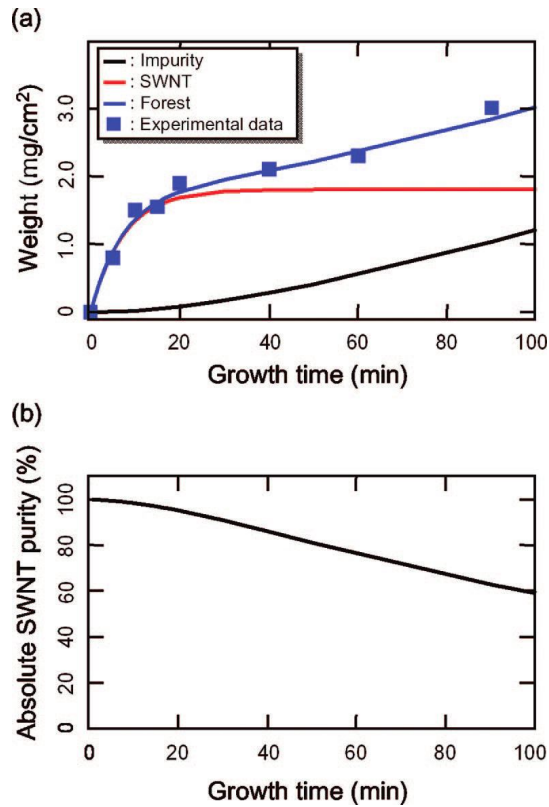 (a)
: Impurity
: SWNT
: Forest
: Experimental data
Weight (mg/cm²)
3.0
2.0
1.0
0
0 20 40 60 80 100
Growth time (min)
(b)
Absolute SWNT purity (%)
100
80
60
40
20
0
0 20 40 60 80 100
Growth time (min)